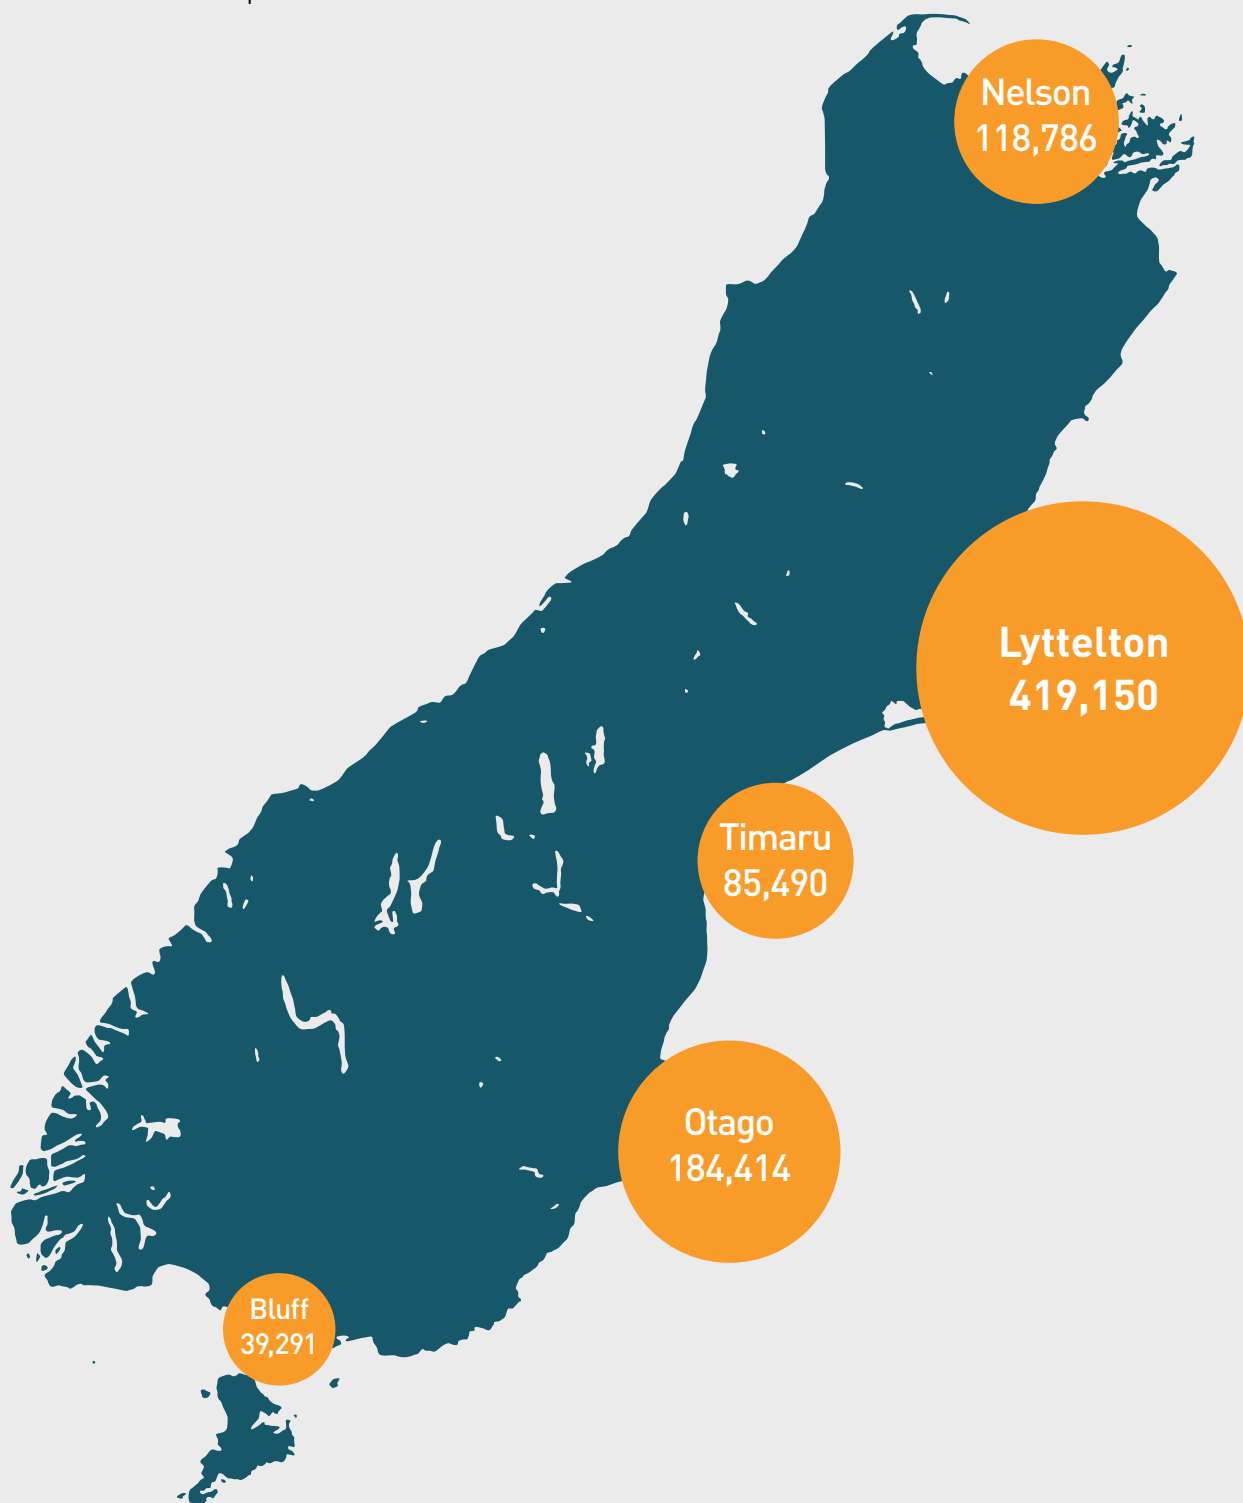 Nelson
118,786
Lyttelton
419,150
Timaru
85,490
Otago
184,414
Bluff
39,291